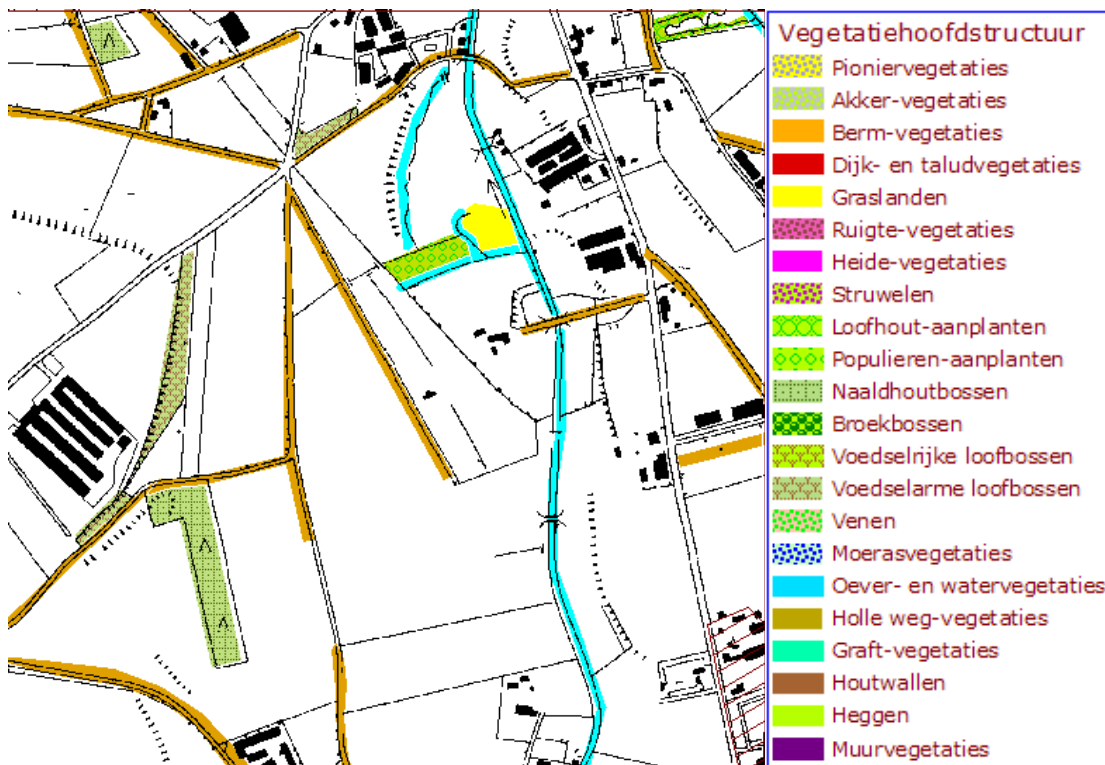 Vegetatiehoofdstructuur
Pioniervegetaties
Akker-vegetaties
Berm-vegetaties
Dijk- en taludvegetaties
Graslanden
Ruigte-vegetaties
Heide-vegetaties
Struwelen
Loofhout-aanplanten
Populieren-aanplanten
Naaldhoutbossen
Broekbossen
Voedselrijke loofbossen
Voedselarme loofbossen
Venen
Moerasvegetaties
Oever- en watervegetaties
Holle weg-vegetaties
Graft-vegetaties
Houtwallen
Heggen
Muurvegetaties